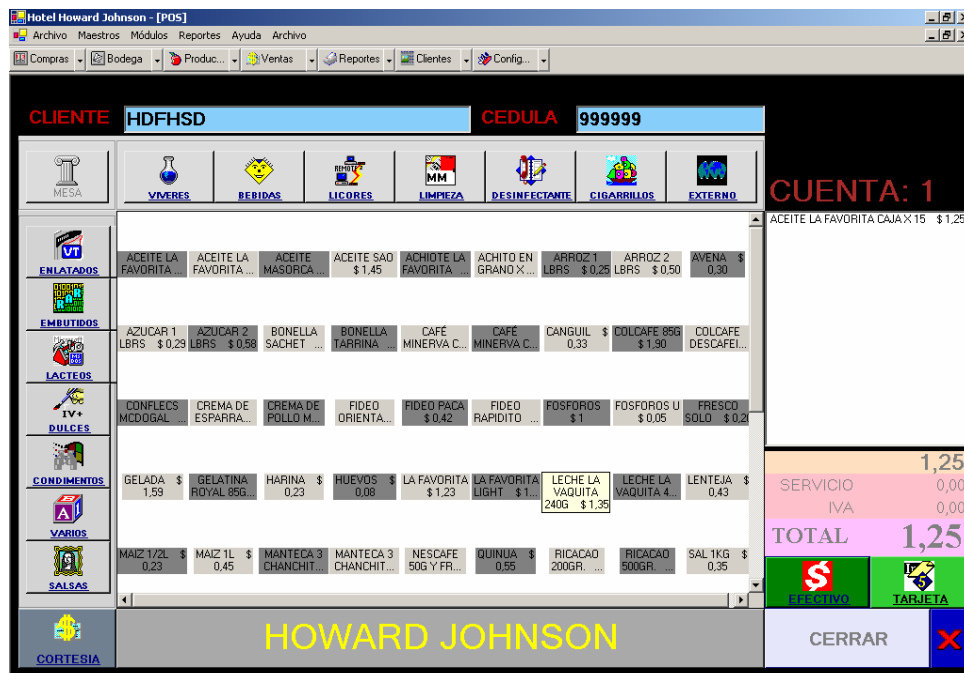 Hotel Howard Johnson - [POS]
Archivo Maestros Módulos Reportes Ayuda Archivo
Compras Bodega Produc... Ventas Reportes Clientes Config...
CLIENTE HDFHSD CEDULA 999999
MESA VIVERES BEBIDAS LICORES LIMPIEZA DESINFECTANTE CIGARRILLOS EXTERNO
CUENTA: 1
ACEITE LA FAVORITA CAJA X 15 $ 1,25
ENLATADOS
EMBUTIDOS
LACTEOS
DULCES
CONDIMENTOS
VARIOS
SALSAS
ACEITE LA ACEITE LA ACEITE ACEITE SAO ACHIOTE LA ACHITO EN ARROZ 1 ARROZ 2 AVENA $
FAVORITA ... FAVORITA ... MASORCA ... $ 1,45 FAVORITA ... GRANO X ... LBRS $ 0,25 LBRS $ 0,50 0,30
AZUCAR 1 AZUCAR 2 BONELLA BONELLA CAFÉ CAFÉ CANGUIL $ COLCAFE 85G COLCAFE
LBRS $ 0,29 LBRS $ 0,58 SACHET ... TARRINA ... MINERVA C... MINERVA C... 0,33 $ 1,90 DESCAFEI...
CONFLECS CREMA DE CREMA DE FIDEO FIDEO PACA FIDEO FOSFOROS FOSFOROS U FRESCO
MCDOGAL ... ESPARRA... POLLO M... ORIENTA... $ 0,42 RAPIDITO ... $ 1 $ 0,05 SOLO $ 0,20
GELADA $ GELATINA HARINA $ HUEVOS $ LA FAVORITA LA FAVORITA LECHE LA LECHE LA LENTEJA $
1,59 ROYAL 85G... 0,23 0,08 $ 1,23 LIGHT $ 1... VAQUITA VAQUITA 4... 0,43
240G $ 1,35
MAIZ 1/2L $ MAIZ 1L $ MANTECA 3 MANTECA 3 NESCAFE QUINUA $ RICACAO RICACAO SAL 1KG $
0,23 0,45 CHANCHIT... CHANCHIT... 50G Y FR... 0,55 200GR. ... 500GR. ... 0,35
1,25
SERVICIO 0,00
IVA 0,00
TOTAL 1,25
EFECTIVO TARJETA
CORTESIA HOWARD JOHNSON CERRAR X